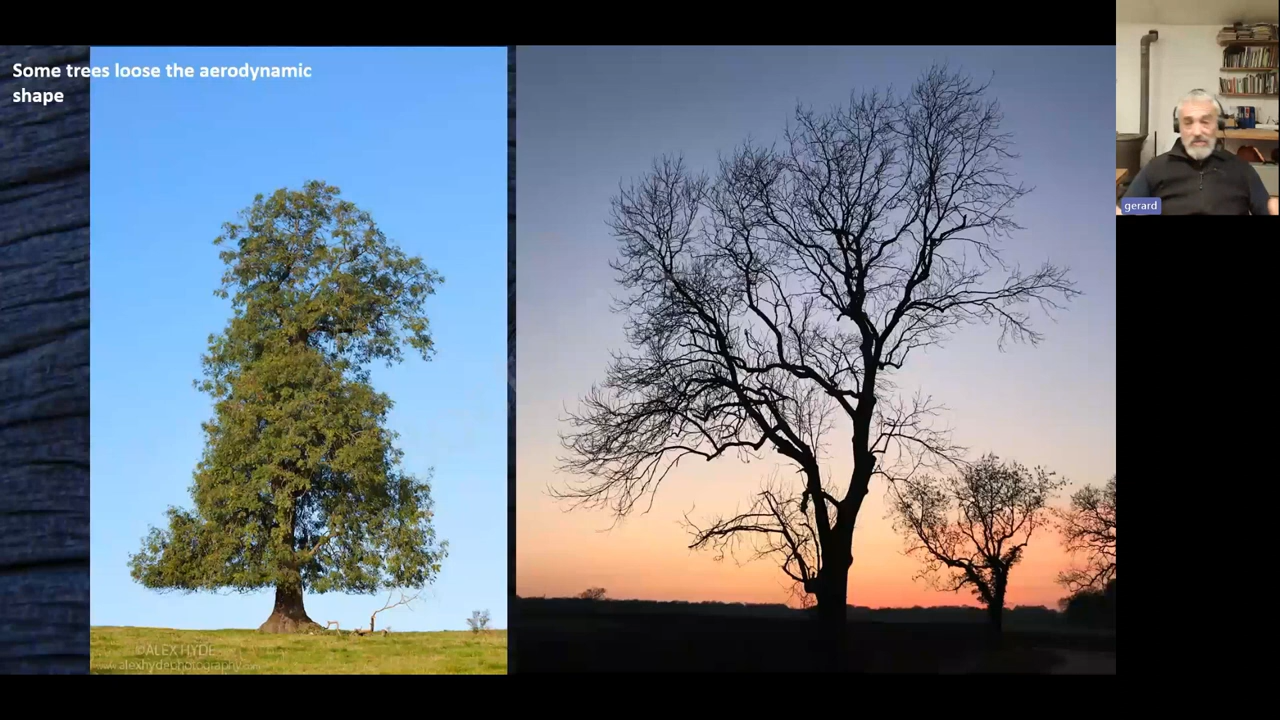 Some trees loose the aerodynamic
shape
gerard
©ALEX HYDE
www.alexhydephotography.com